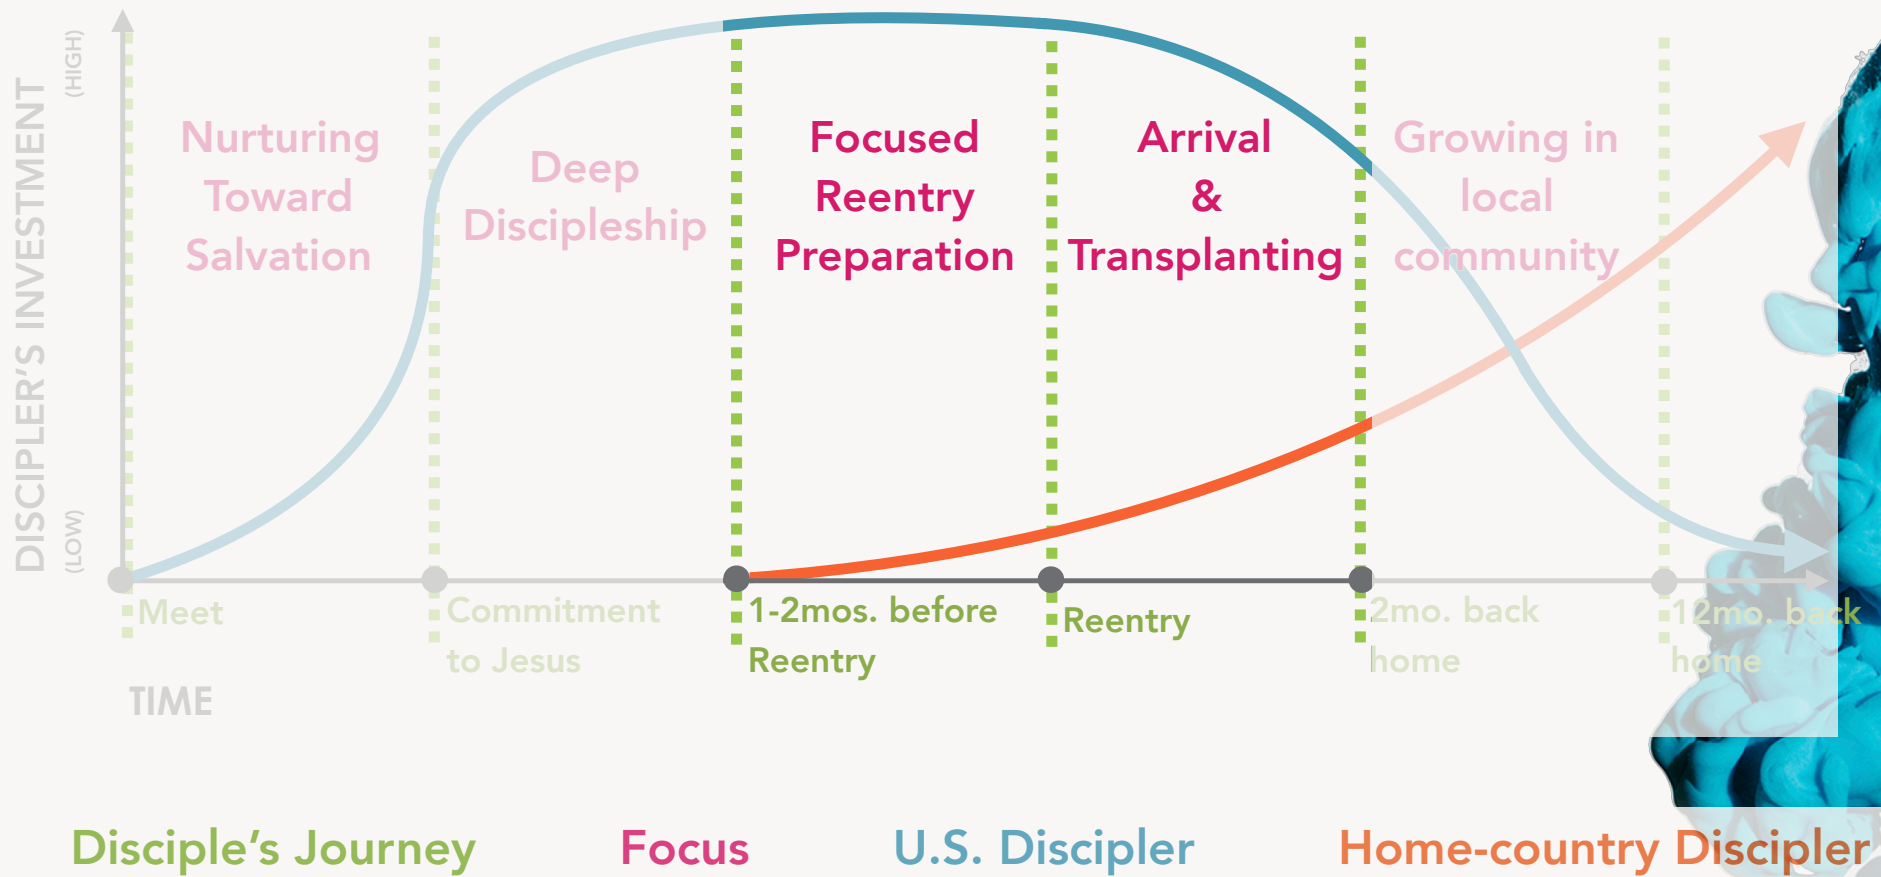 DISCIPLER’S INVESTMENT
(HIGH)
(LOW)
Nurturing
Toward
Salvation
Deep
Discipleship
Focused
Reentry
Preparation
Arrival
&
Transplanting
Growing in
local
community
Meet
Commitment
to Jesus
1-2mos. before
Reentry
Reentry
2mo. back
home
12mo. back
home
TIME
Disciple’s Journey
Focus
U.S. Discipler
Home-country Discipler